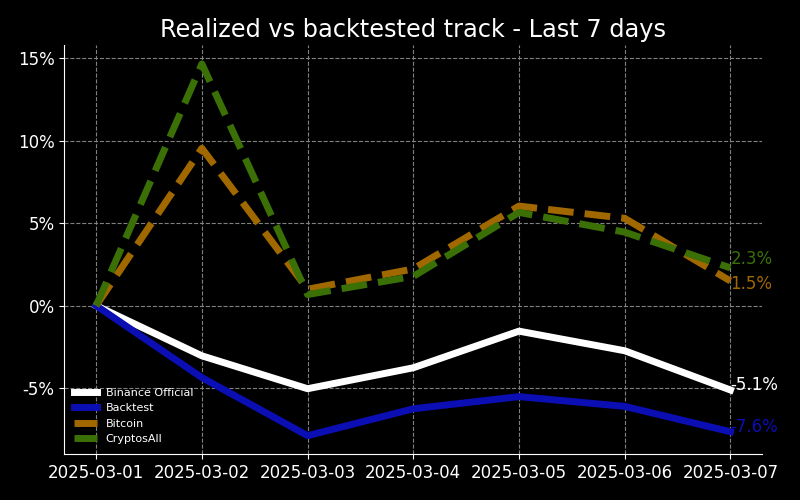 Realized vs backtested track - Last 7 days
15%
10%
5%
0%
-5%
2.3%
1.5%
-5.1%
-7.6%
Binance Official
Backtest
Bitcoin
CryptosAll
2025-03-01 2025-03-02 2025-03-03 2025-03-04 2025-03-05 2025-03-06 2025-03-07